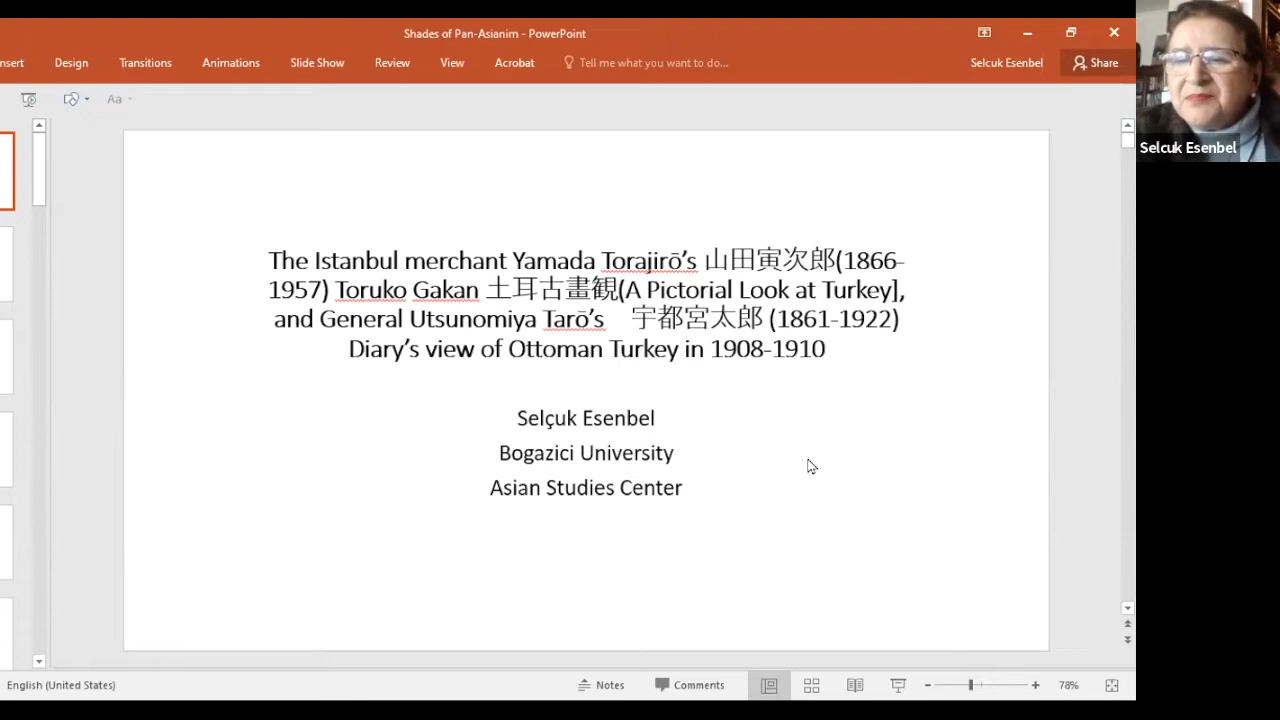 Shades of Pan-Asianim - PowerPoint
nsert Design Transitions Animations Slide Show Review View Acrobat Tell me what you want to do... Selcuk Esenbel Share
Aa
Selcuk Esenbel
The Istanbul merchant Yamada Torajirō's 山田寅次郎(1866-
1957) Toruko Gakan 土耳古畫観(A Pictorial Look at Turkey],
and General Utsunomiya Tarō's 宇都宮太郎 (1861-1922)
Diary's view of Ottoman Turkey in 1908-1910
Selçuk Esenbel
Bogazici University
Asian Studies Center
English (United States) Notes Comments 78%